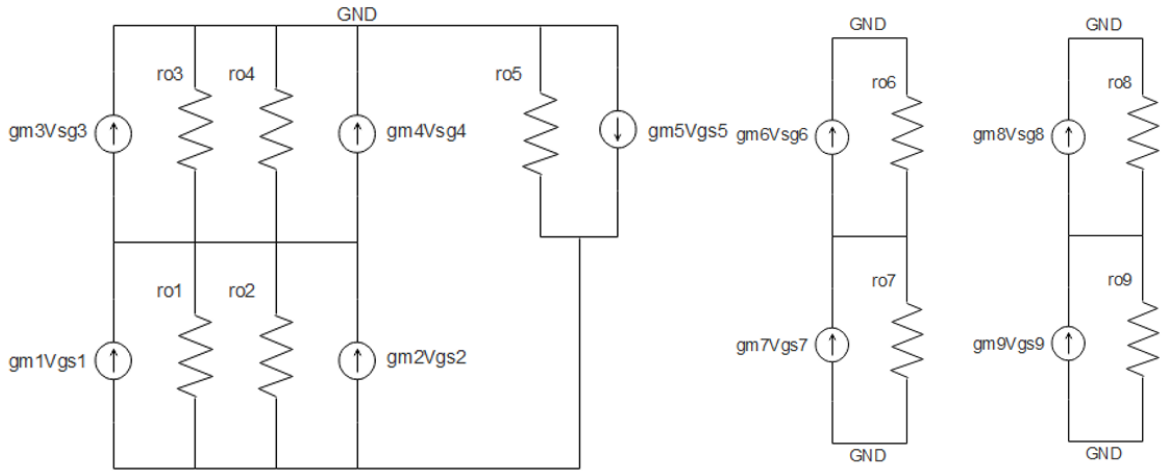 GND
ro3
ro4
gm3Vsg3
gm4Vsg4
ro5
gm5Vgs5
ro1
ro2
gm1Vgs1
gm2Vgs2
GND
ro6
gm6Vsg6
ro7
gm7Vgs7
GND
GND
ro8
gm8Vsg8
ro9
gm9Vgs9
GND